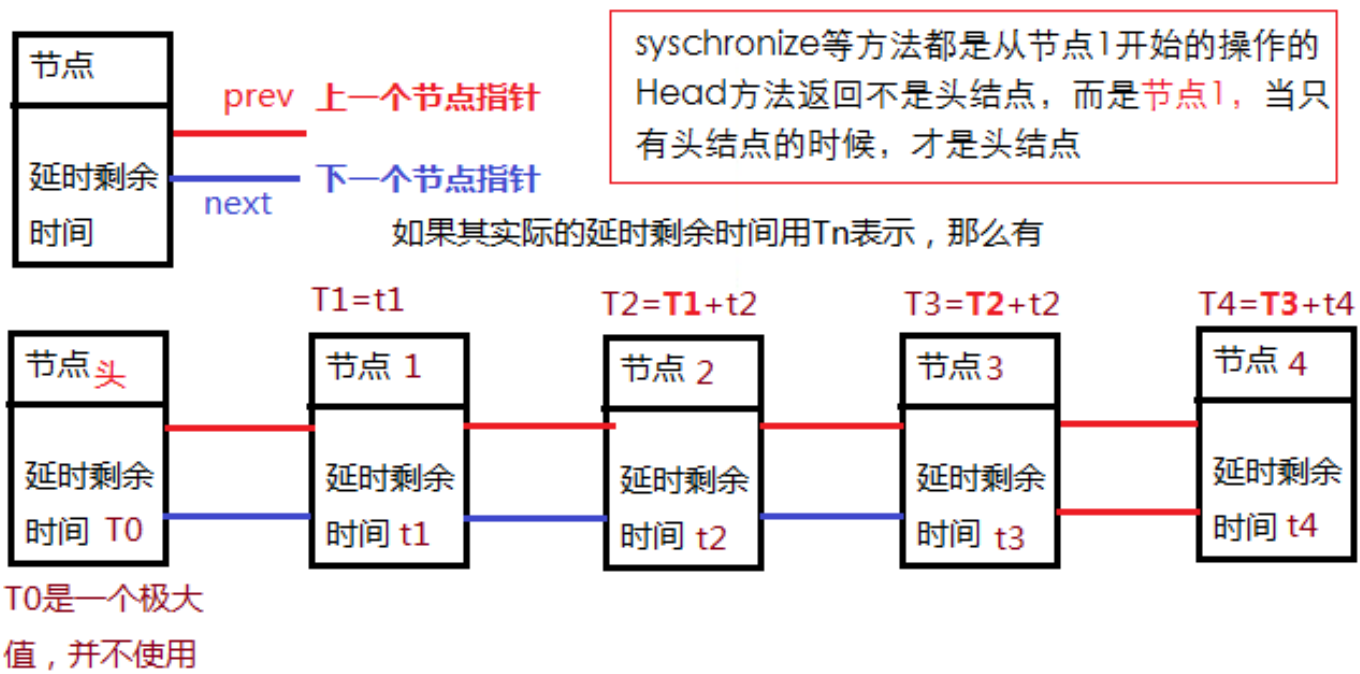 节点
延时剩余
时间
prev 上一个节点指针
next 下一个节点指针
syschronize等方法都是从节点1开始的操作的
Head方法返回不是头结点，而是节点1，当只
有头结点的时候，才是头结点
如果其实际的延时剩余时间用Tn表示，那么有
T1=t1
T2=T1+t2
T3=T2+t2
T4=T3+t4
节点 头
延时剩余
时间 T0
节点 1
延时剩余
时间 t1
节点 2
延时剩余
时间 t2
节点3
延时剩余
时间 t3
节点 4
延时剩余
时间 t4
T0是一个极大
值，并不使用